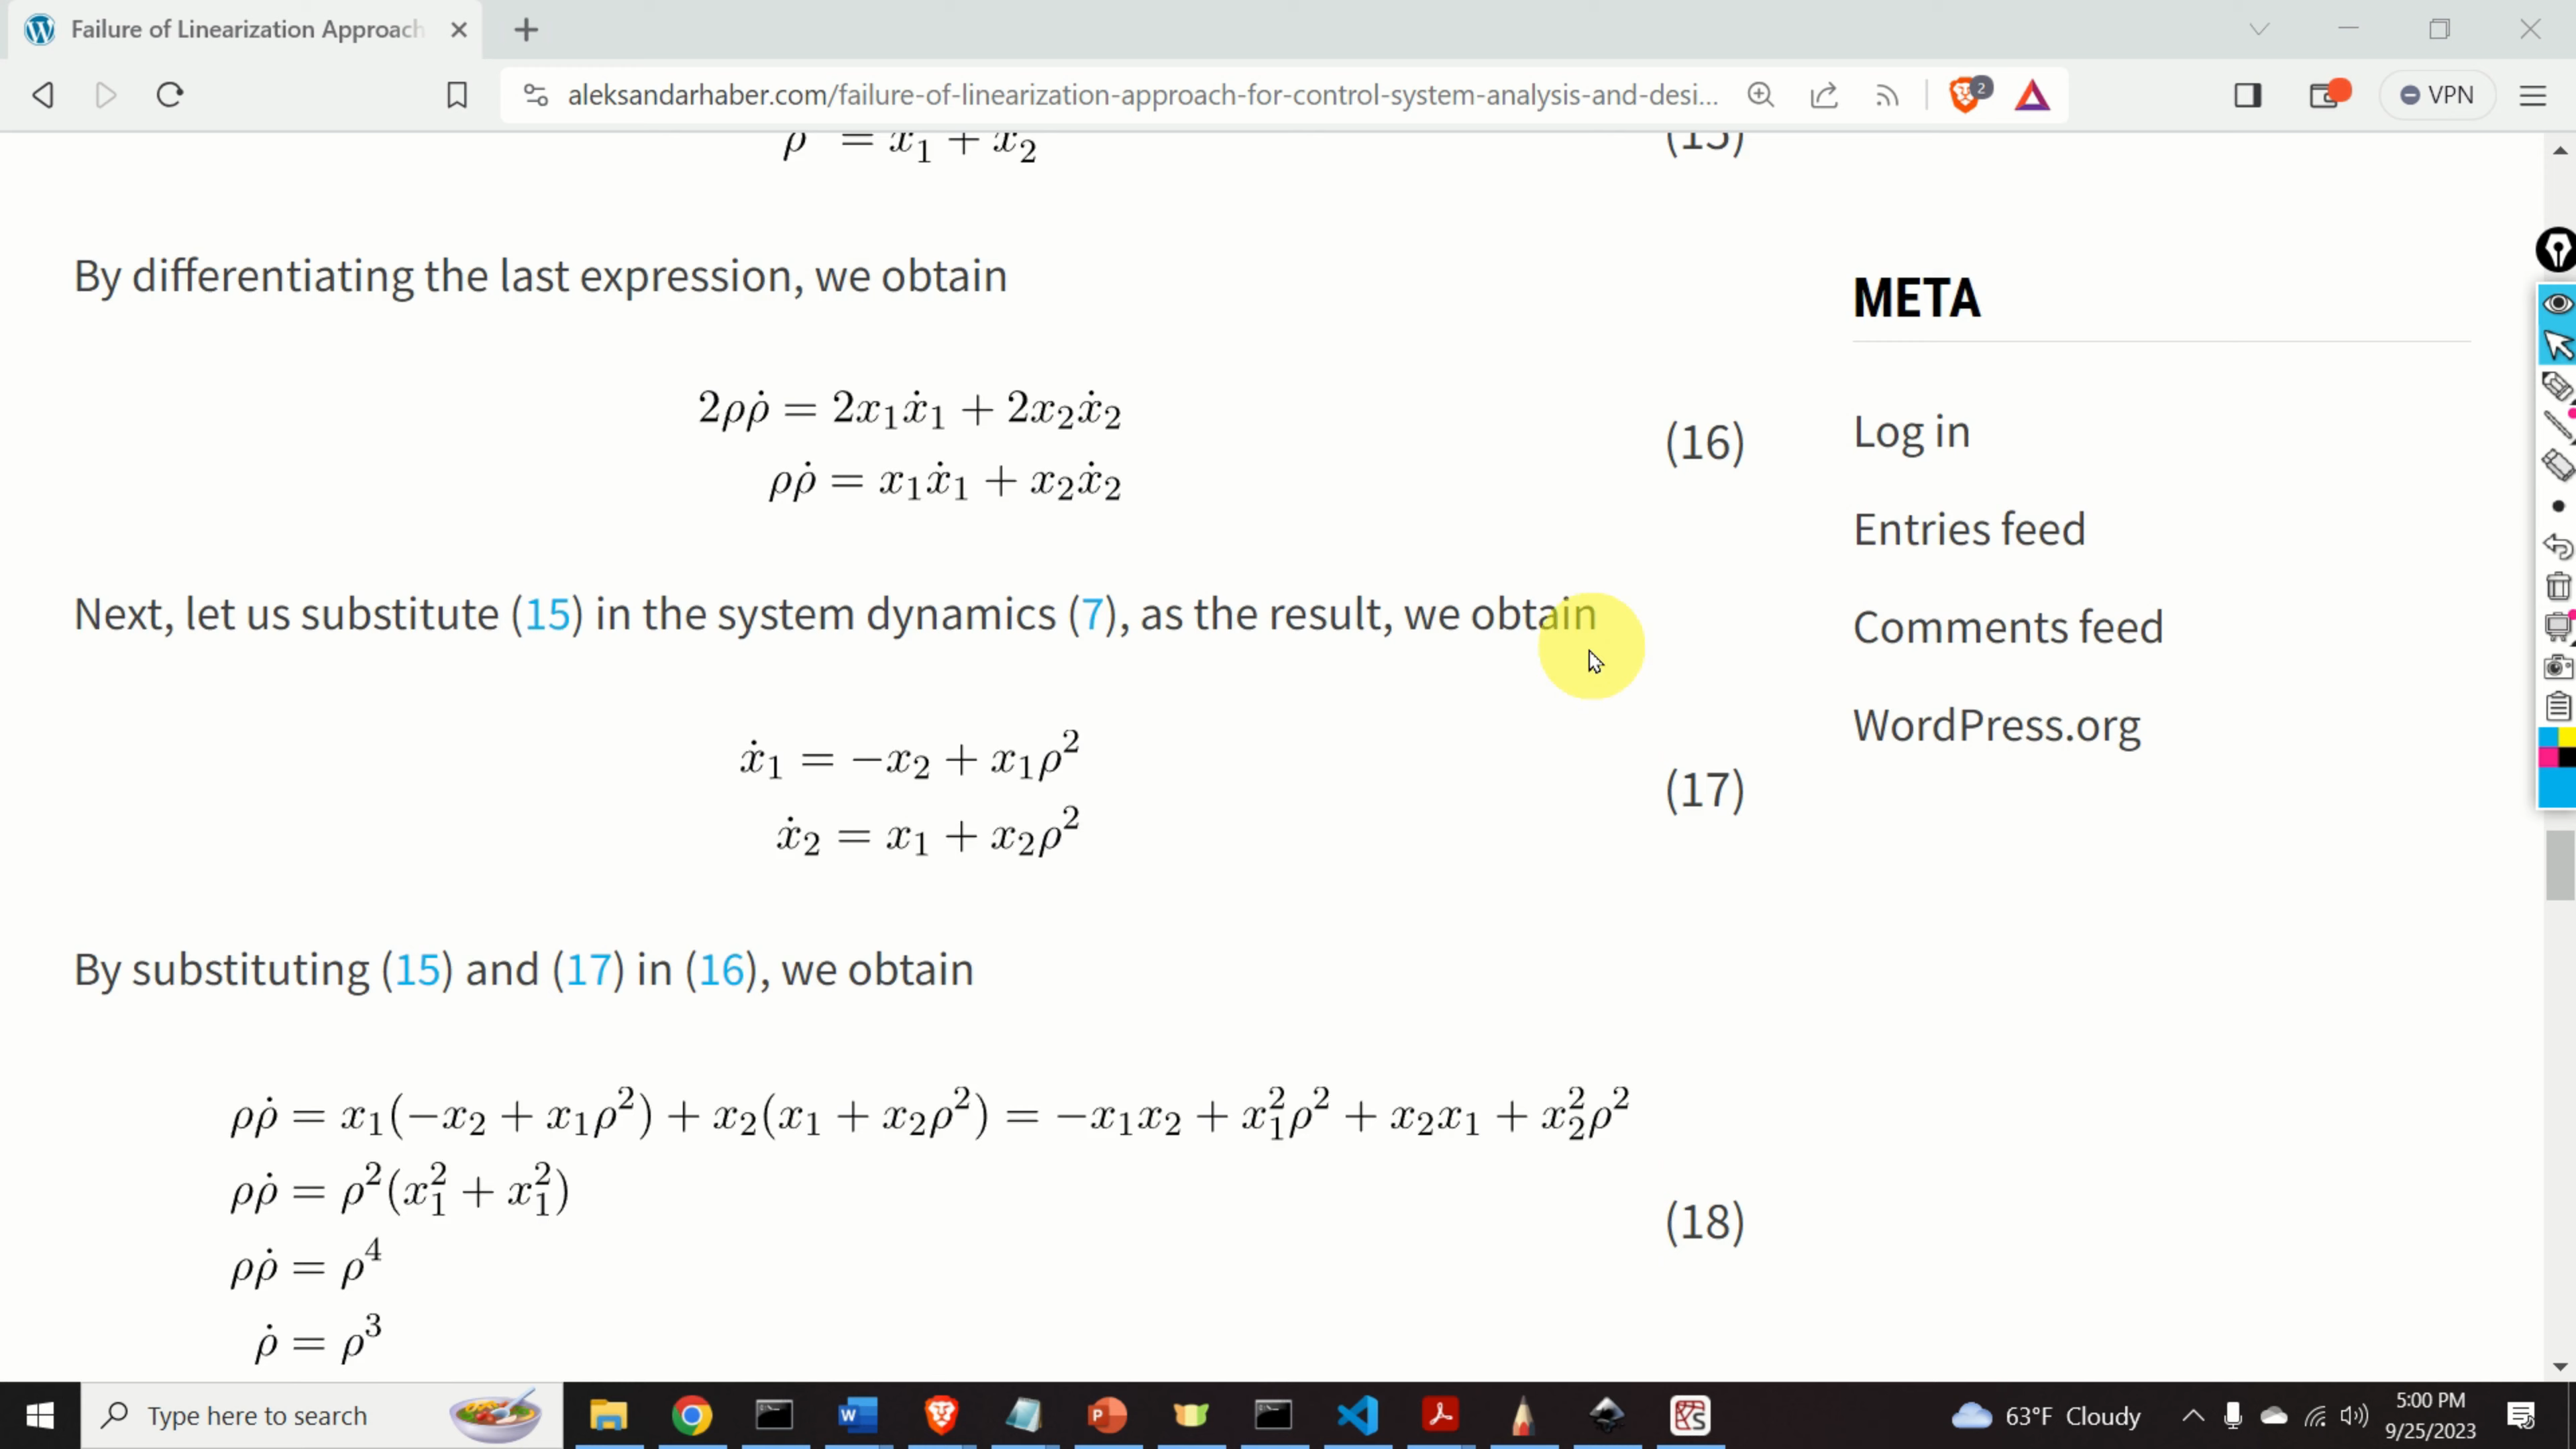 Failure of Linearization Approach
aleksandarhaber.com/failure-of-linearization-approach-for-control-system-analysis-and-desi...
2
VPN
ρ = x₁ + x₂
(15)
By differentiating the last expression, we obtain
2ρρ̇ = 2x₁ẋ₁ + 2x₂ẋ₂
ρρ̇ = x₁ẋ₁ + x₂ẋ₂
(16)
Next, let us substitute (15) in the system dynamics (7), as the result, we obtain
ẋ₁ = −x₂ + x₁ρ²
ẋ₂ = x₁ + x₂ρ²
(17)
By substituting (15) and (17) in (16), we obtain
ρρ̇ = x₁(−x₂ + x₁ρ²) + x₂(x₁ + x₂ρ²) = −x₁x₂ + x₁²ρ² + x₂x₁ + x₂²ρ²
ρρ̇ = ρ²(x₁² + x₁²)
ρρ̇ = ρ⁴
ρ̇ = ρ³
(18)
META
Log in
Entries feed
Comments feed
WordPress.org
Type here to search
63°F Cloudy
5:00 PM
9/25/2023